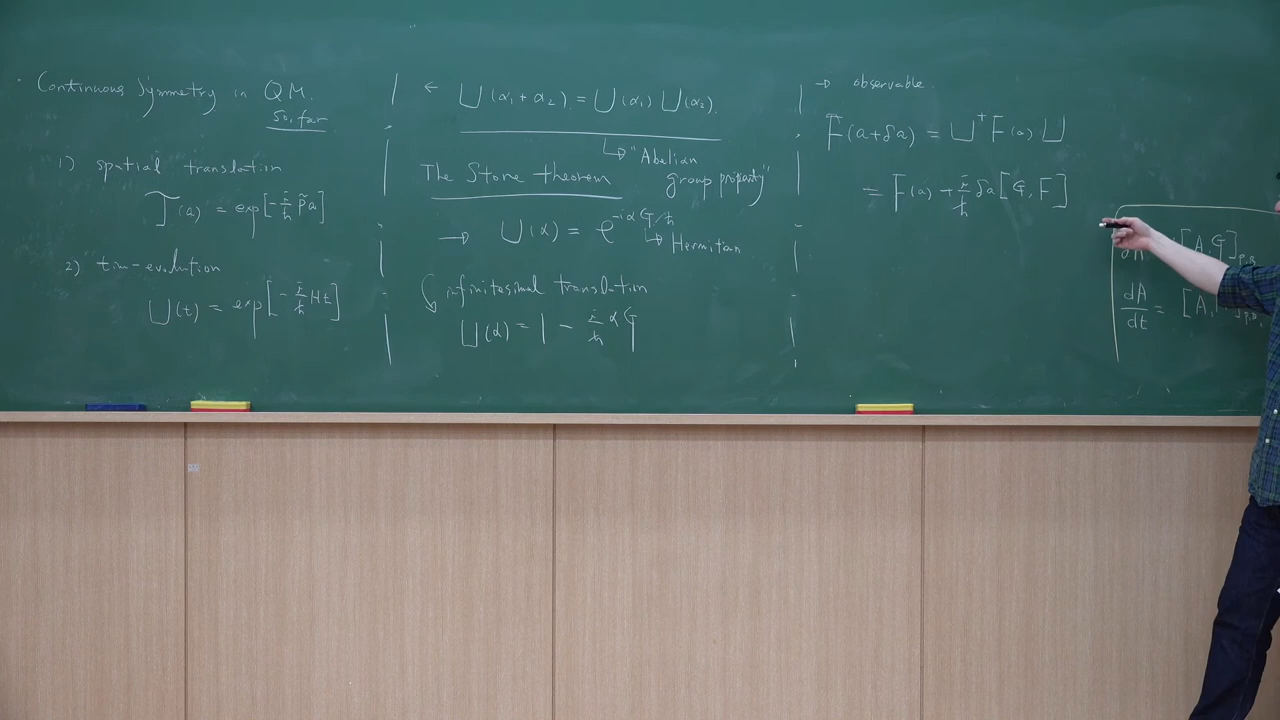 · Continuous Symmetry in QM.
so far
1) spatial translation
J(a) = exp[-i/ħ p̃a]
2) tim-evolution
U(t) = exp[-i/ħ Ht]
← U(α₁+α₂) = U(α₁) U(α₂).
↳ "Abelian
group property"
The Stone theorem
→ U(α) = e^{-iαG/ħ}
↳ Hermitian
infinitesimal translation
U(α) = 1 - i/ħ αG
→ observable.
F(a+δa) = U⁺F(a) U
= F(a) + i/ħ δa[G, F]
[A, G]_{P.B.
dA/dt = [A,